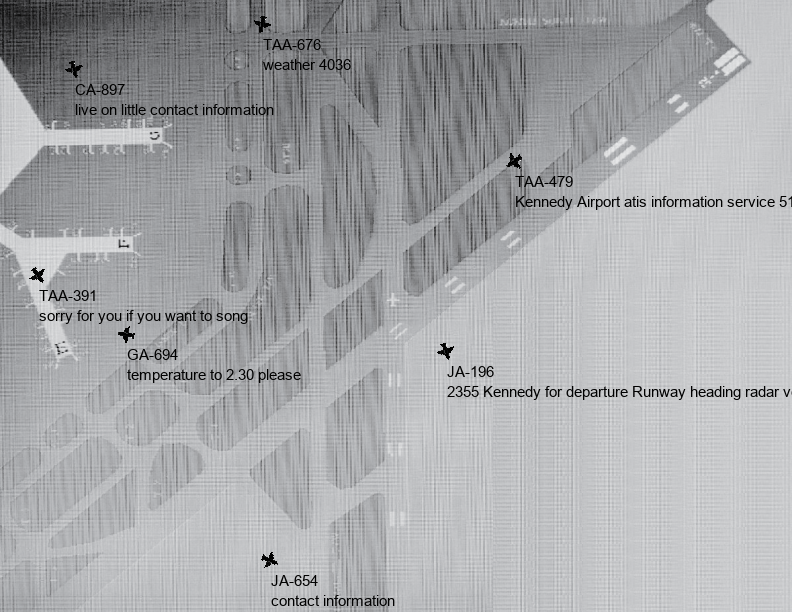 TAA-676
weather 4036
CA-897
live on little contact information
TAA-479
Kennedy Airport atis information service 51
TAA-391
sorry for you if you want to song
GA-694
temperature to 2.30 please
JA-196
2355 Kennedy for departure Runway heading radar v
JA-654
contact information